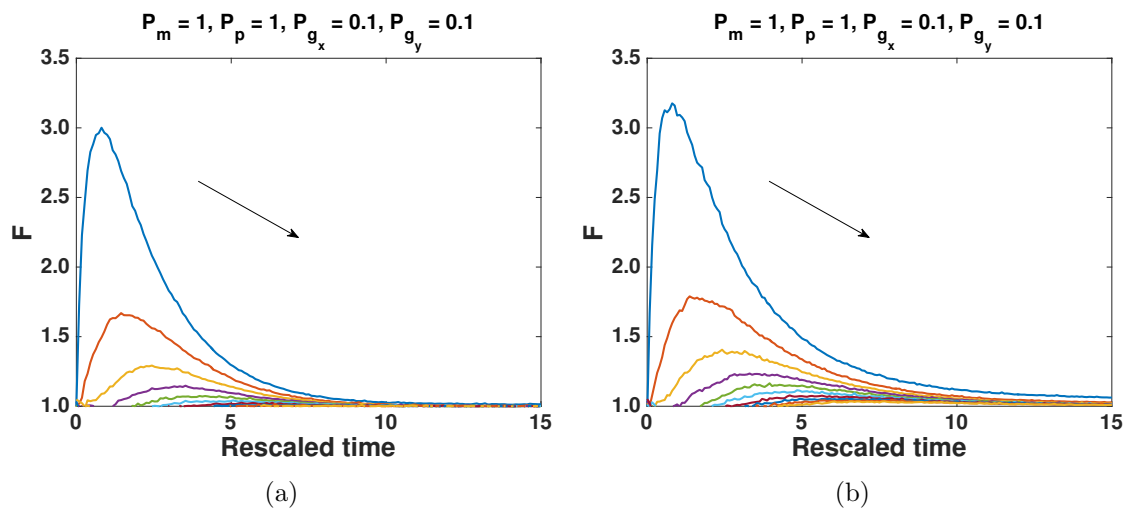 P_m = 1, P_p = 1, P_g_x = 0.1, P_g_y = 0.1
3.5
3.0
2.5
2.0
1.5
1.0
F
0 5 10 15
Rescaled time
(a)
P_m = 1, P_p = 1, P_g_x = 0.1, P_g_y = 0.1
3.5
3.0
2.5
2.0
1.5
1.0
F
0 5 10 15
Rescaled time
(b)